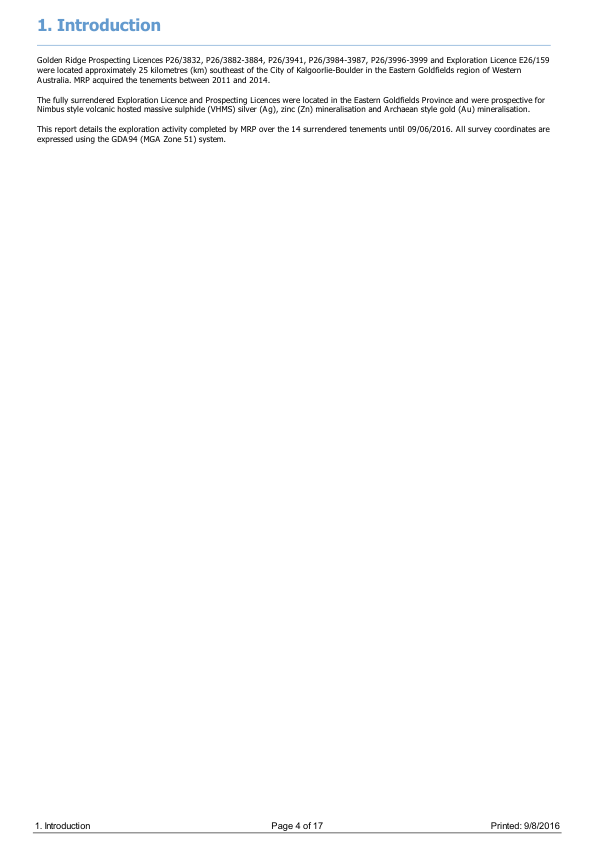 1. Introduction
Golden Ridge Prospecting Licences P26/3832, P26/3882-3884, P26/3941, P26/3984-3987, P26/3996-3999 and Exploration Licence E26/159
were located approximately 25 kilometres (km) southeast of the City of Kalgoorlie-Boulder in the Eastern Goldfields region of Western
Australia. MRP acquired the tenements between 2011 and 2014.
The fully surrendered Exploration Licence and Prospecting Licences were located in the Eastern Goldfields Province and were prospective for
Nimbus style volcanic hosted massive sulphide (VHMS) silver (Ag), zinc (Zn) mineralisation and Archaean style gold (Au) mineralisation.
This report details the exploration activity completed by MRP over the 14 surrendered tenements until 09/06/2016. All survey coordinates are
expressed using the GDA94 (MGA Zone 51) system.
1. Introduction Page 4 of 17 Printed: 9/8/2016